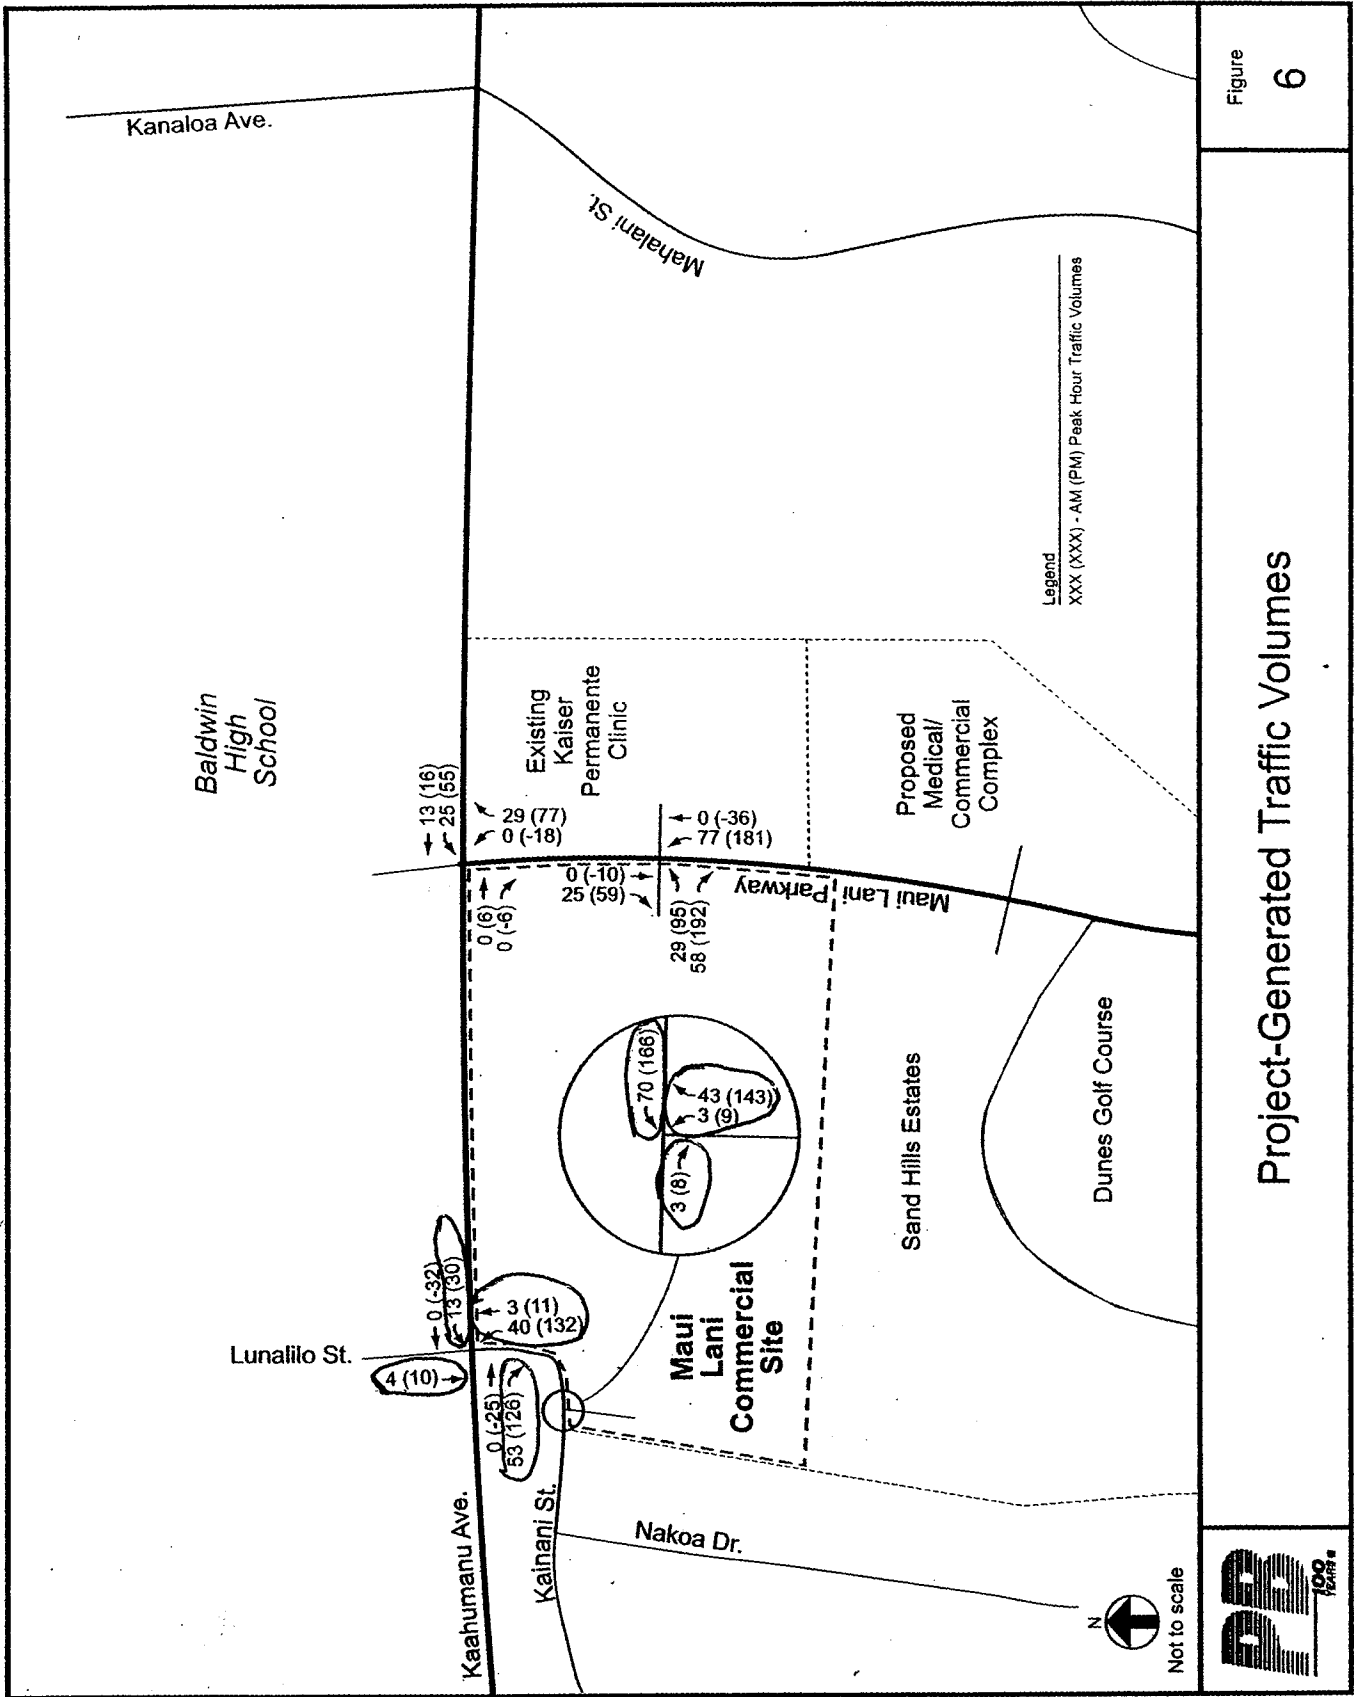 Kanaloa Ave.
Mahalani St.
Baldwin
High
School
Existing
Kaiser
Permanente
Clinic
Proposed
Medical/
Commercial
Complex
13 (16)
25 (55)
29 (77)
0 (-18)
0 (6)
0 (-6)
0 (-10)
25 (59)
0 (-36)
77 (181)
29 (95)
58 (192)
Maui Lani
Parkway
70 (166)
43 (143)
3 (9)
3 (8)
Lunalilo St.
0 (-32)
13 (30)
3 (11)
40 (132)
4 (10)
0 (-25)
53 (126)
Kaahumanu Ave.
Kainani St.
Nakoa Dr.
Maui
Lani
Commercial
Site
Sand Hills Estates
Dunes Golf Course
Legend
XXX (XXX) - AM (PM) Peak Hour Traffic Volumes
N
Not to scale
PB
100
YEARS
Project-Generated Traffic Volumes
Figure
6